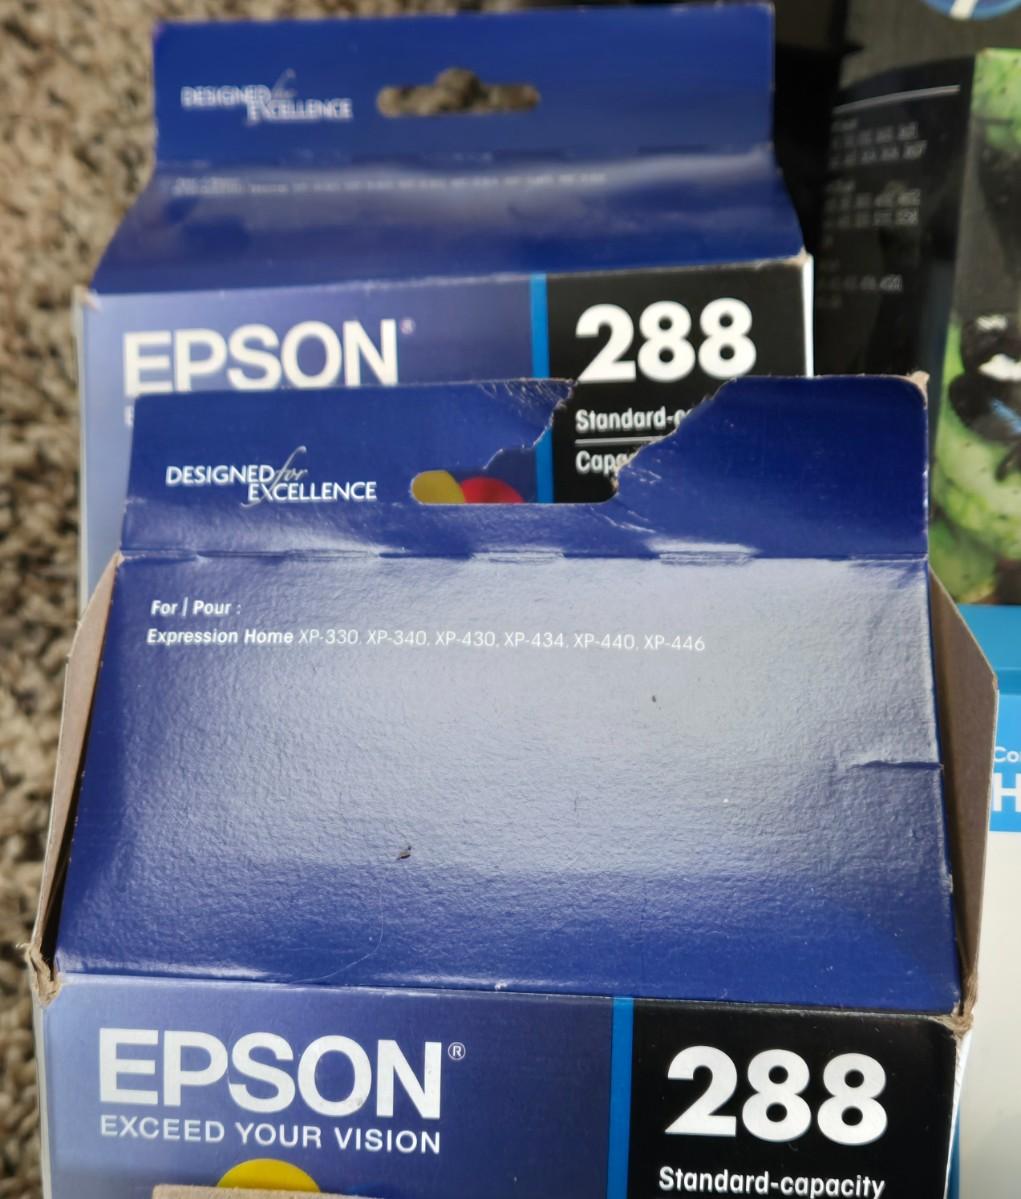 DESIGNED for
EXCELLENCE
EPSON®
288
Standard-c
Capa
DESIGNED for
EXCELLENCE
For / Pour :
Expression Home XP-330, XP-340, XP-430, XP-434, XP-440, XP-446
Co
H
EPSON®
EXCEED YOUR VISION
288
Standard-capacity